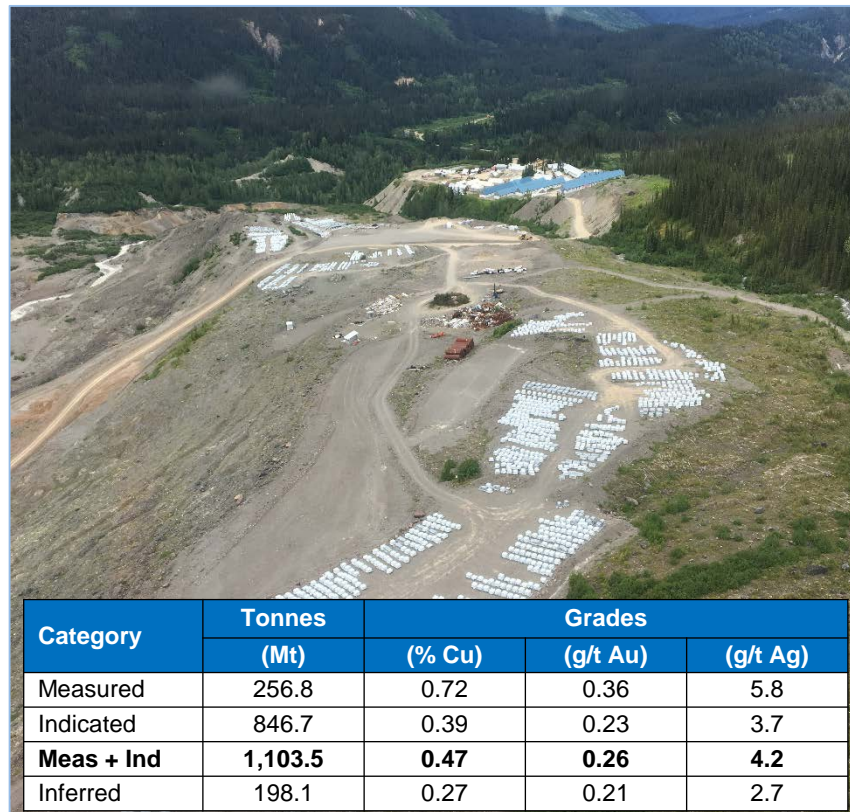 Category Tonnes Grades
(Mt) (% Cu) (g/t Au) (g/t Ag)
Measured 256.8 0.72 0.36 5.8
Indicated 846.7 0.39 0.23 3.7
Meas + Ind 1,103.5 0.47 0.26 4.2
Inferred 198.1 0.27 0.21 2.7